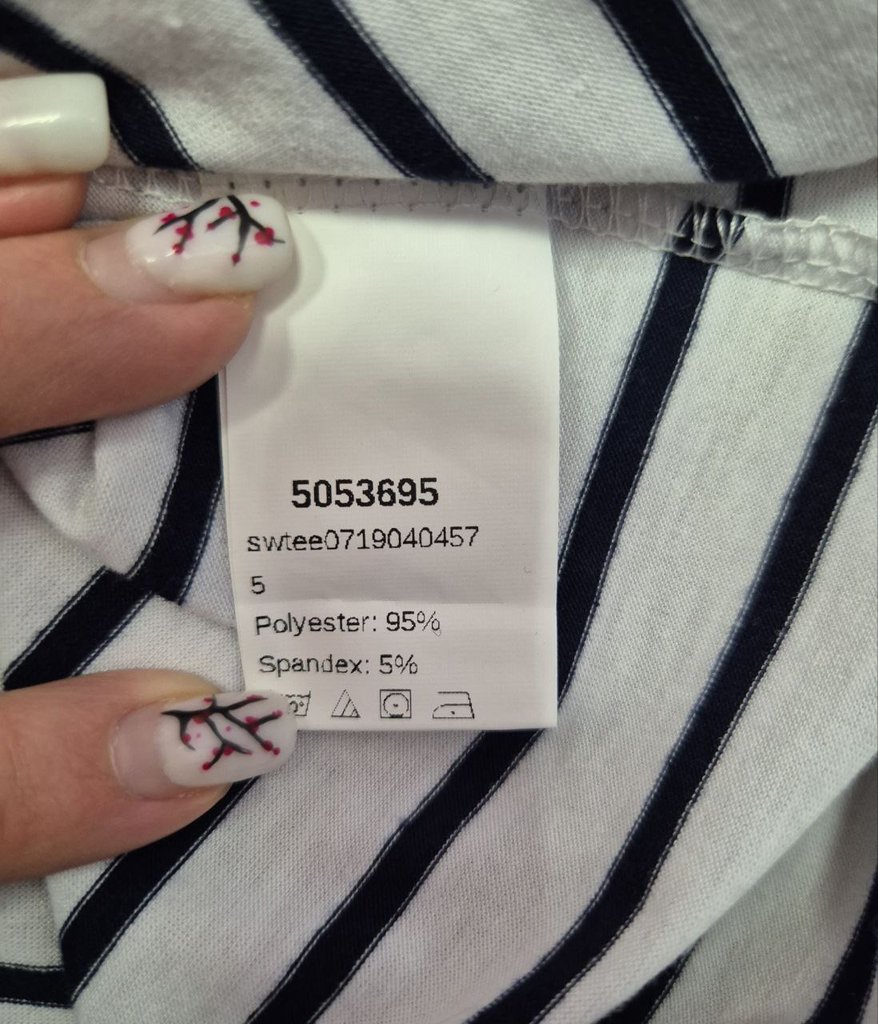 5053695
swtee0719040457
5
Polyester: 95%
Spandex: 5%